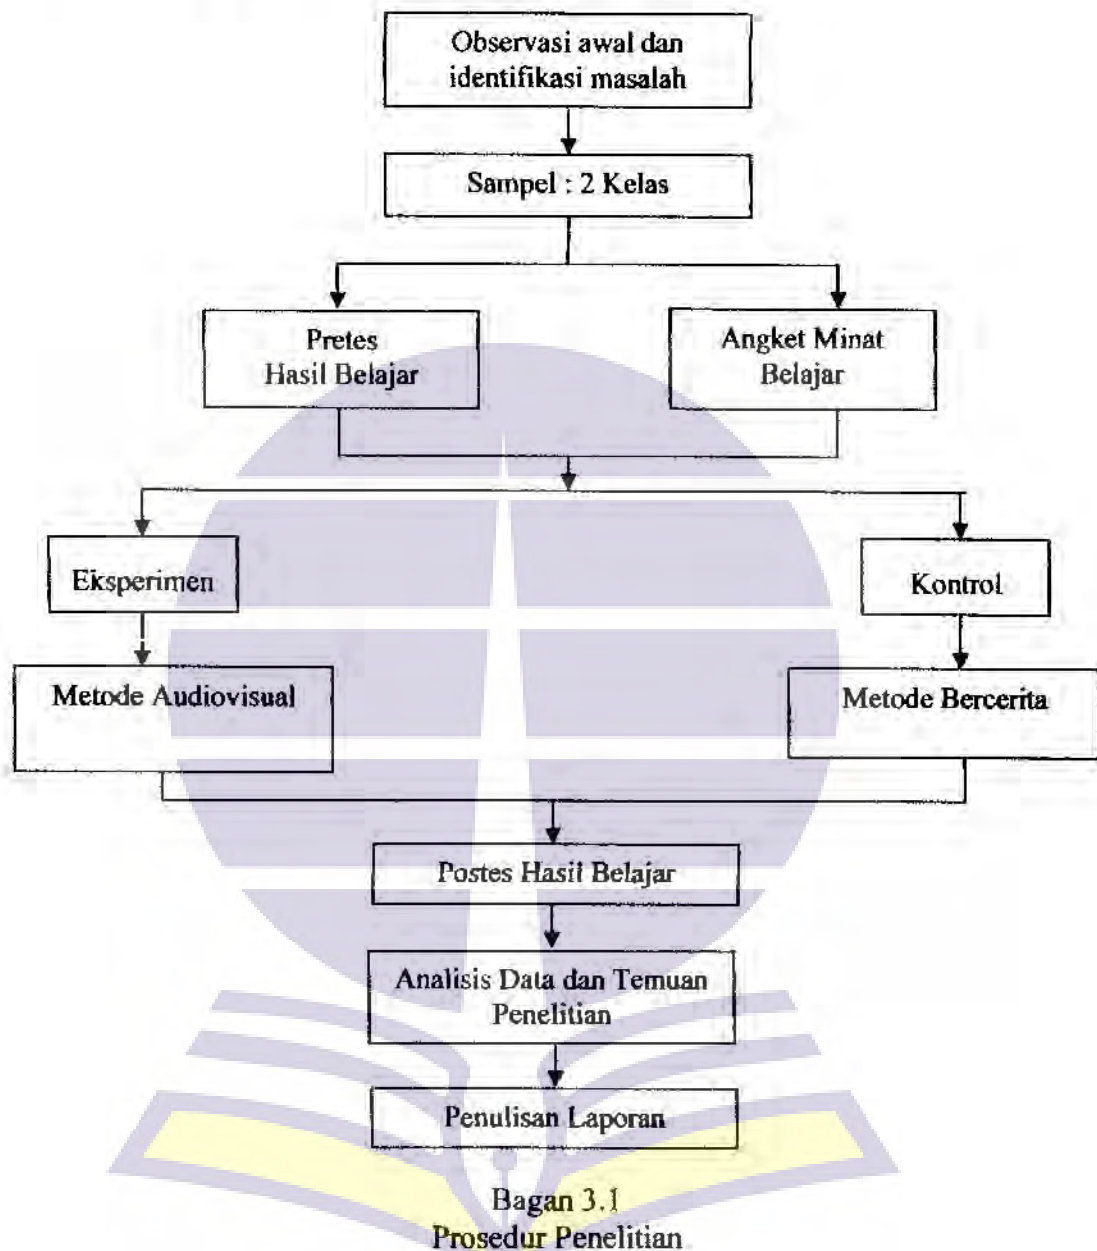 Observasi awal dan
identifikasi masalah
Sampel : 2 Kelas
Pretes
Hasil Belajar
Angket Minat
Belajar
Eksperimen
Kontrol
Metode Audiovisual
Metode Bercerita
Postes Hasil Belajar
Analisis Data dan Temuan
Penelitian
Penulisan Laporan
Bagan 3.1
Prosedur Penelitian